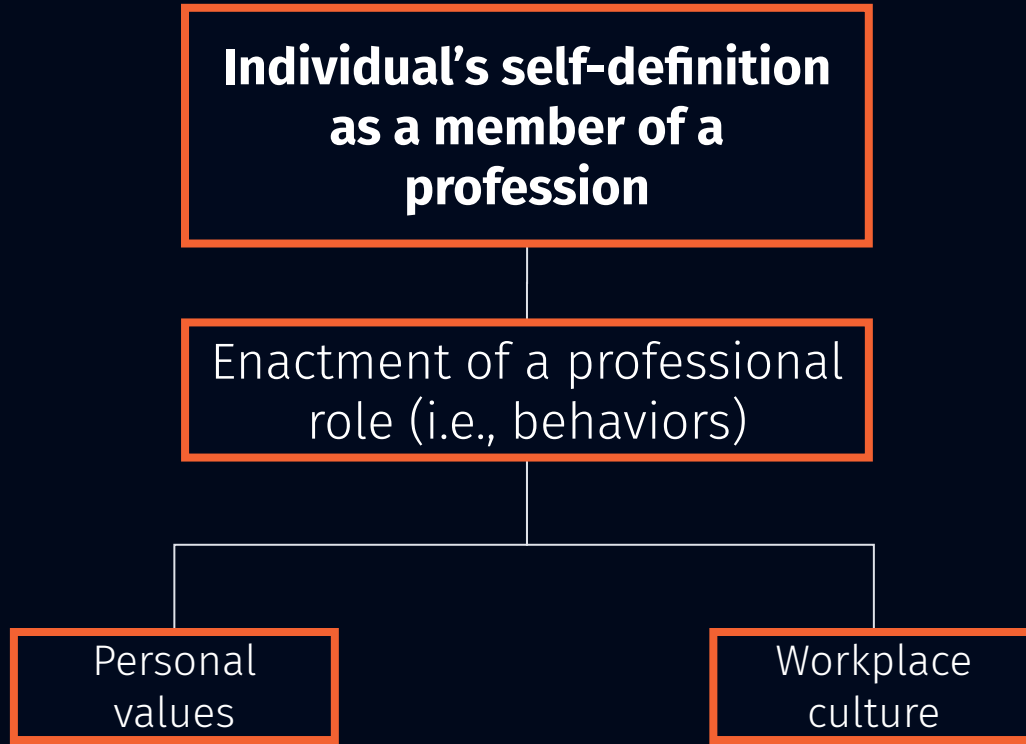 Individual’s self-definition
as a member of a
profession
Enactment of a professional
role (i.e., behaviors)
Personal
values
Workplace
culture